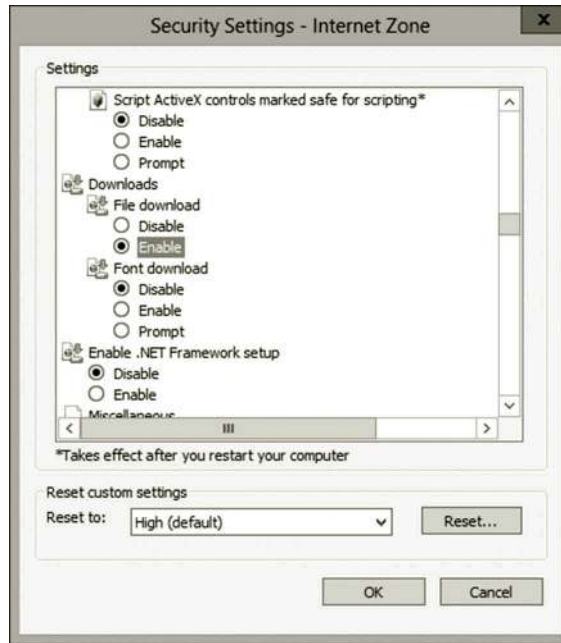 Security Settings - Internet Zone
x
Settings
Script ActiveX controls marked safe for scripting*
Disable
Enable
Prompt
Downloads
File download
Disable
Enable
Font download
Disable
Enable
Prompt
Enable .NET Framework setup
Disable
Enable
Miscellaneous
*Takes effect after you restart your computer
Reset custom settings
Reset to: High (default) Reset...
OK Cancel